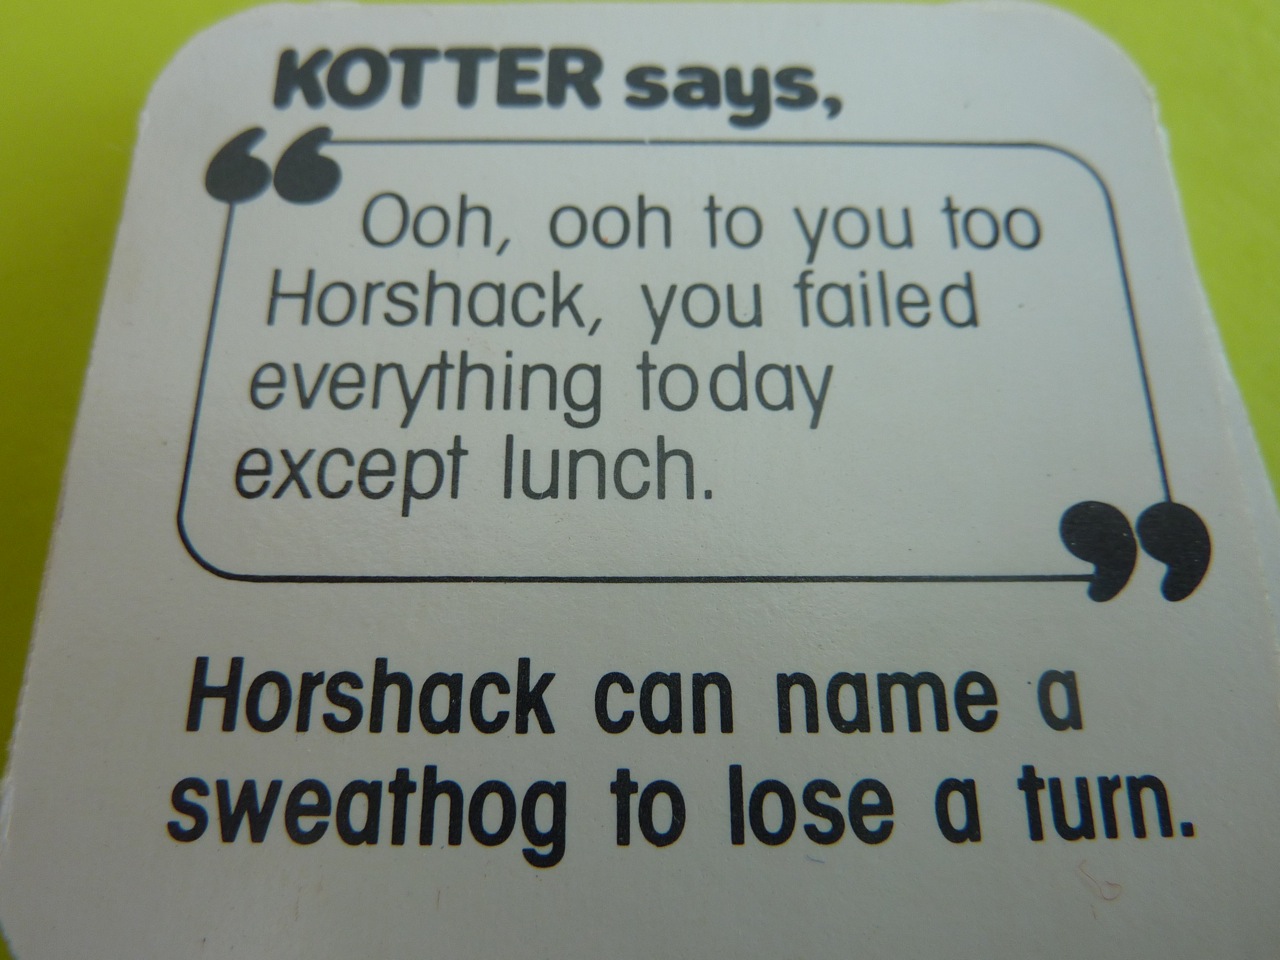 KOTTER says,
“ Ooh, ooh to you too
Horshack, you failed
everything today
except lunch. ”
Horshack can name a
sweathog to lose a turn.